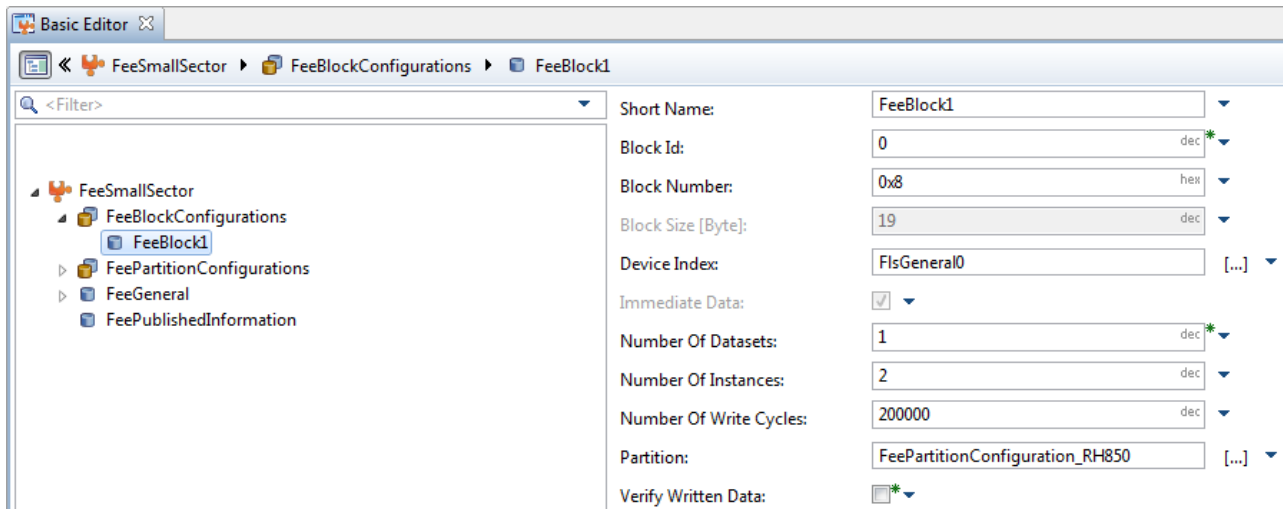 Basic Editor
FeeSmallSector FeeBlockConfigurations FeeBlock1
<Filter>
FeeSmallSector
FeeBlockConfigurations
FeeBlock1
FeePartitionConfigurations
FeeGeneral
FeePublishedInformation
Short Name: FeeBlock1
Block Id: 0 dec
Block Number: 0x8 hex
Block Size [Byte]: 19 dec
Device Index: FlsGeneral0 [...]
Immediate Data:
Number Of Datasets: 1 dec
Number Of Instances: 2 dec
Number Of Write Cycles: 200000 dec
Partition: FeePartitionConfiguration_RH850 [...]
Verify Written Data: